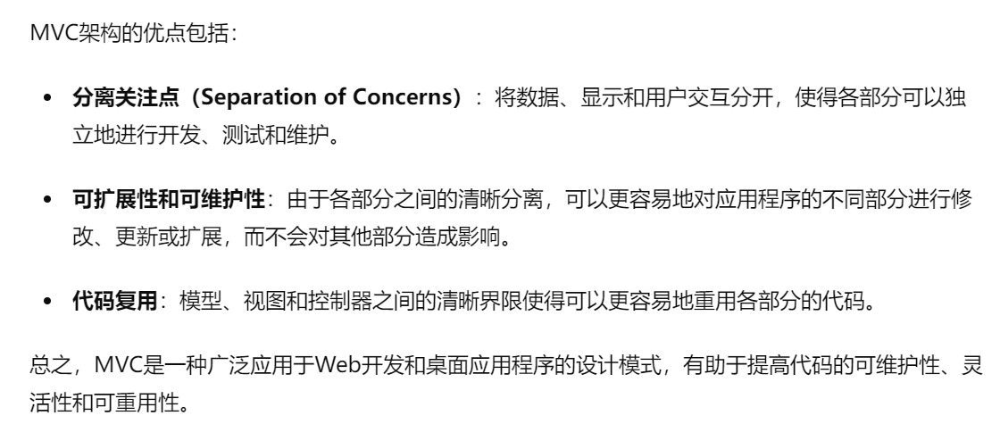 MVC架构的优点包括：
• 分离关注点（Separation of Concerns）：将数据、显示和用户交互分开，使得各部分可以独
立地进行开发、测试和维护。
• 可扩展性和可维护性：由于各部分之间的清晰分离，可以更容易地对应用程序的不同部分进行修
改、更新或扩展，而不会对其他部分造成影响。
• 代码复用：模型、视图和控制器之间的清晰界限使得可以更容易地重用各部分的代码。
总之，MVC是一种广泛应用于Web开发和桌面应用程序的设计模式，有助于提高代码的可维护性、灵
活性和可重用性。